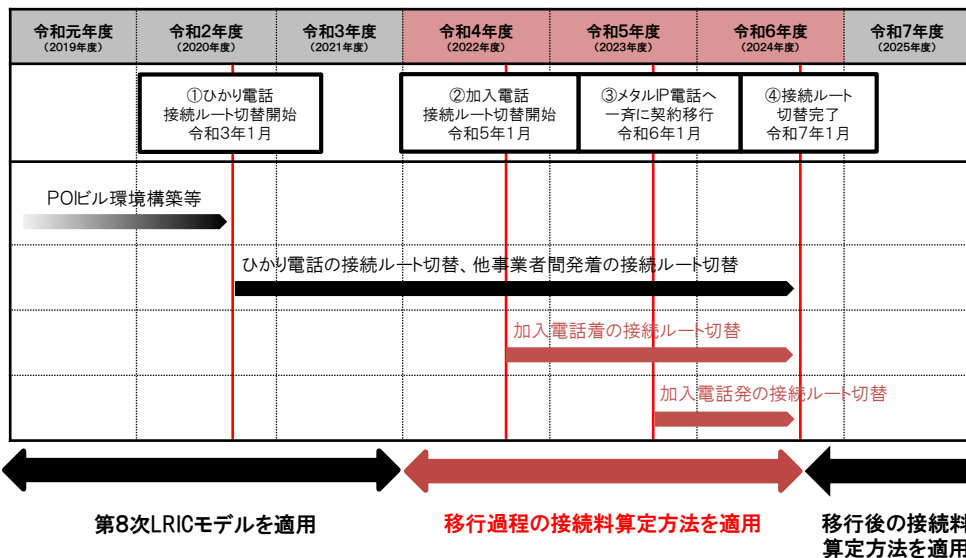 令和元年度
(2019年度)
令和2年度
(2020年度)
令和3年度
(2021年度)
令和4年度
(2022年度)
令和5年度
(2023年度)
令和6年度
(2024年度)
令和7年度
(2025年度)
①ひかり電話
接続ルート切替開始
令和3年1月
②加入電話
接続ルート切替開始
令和5年1月
③メタルIP電話へ
一斉に契約移行
令和6年1月
④接続ルート
切替完了
令和7年1月
POIビル環境構築等
ひかり電話の接続ルート切替、他事業者間発着の接続ルート切替
加入電話着の接続ルート切替
加入電話発の接続ルート切替
第8次LRICモデルを適用
移行過程の接続料算定方法を適用
移行後の接続料
算定方法を適用